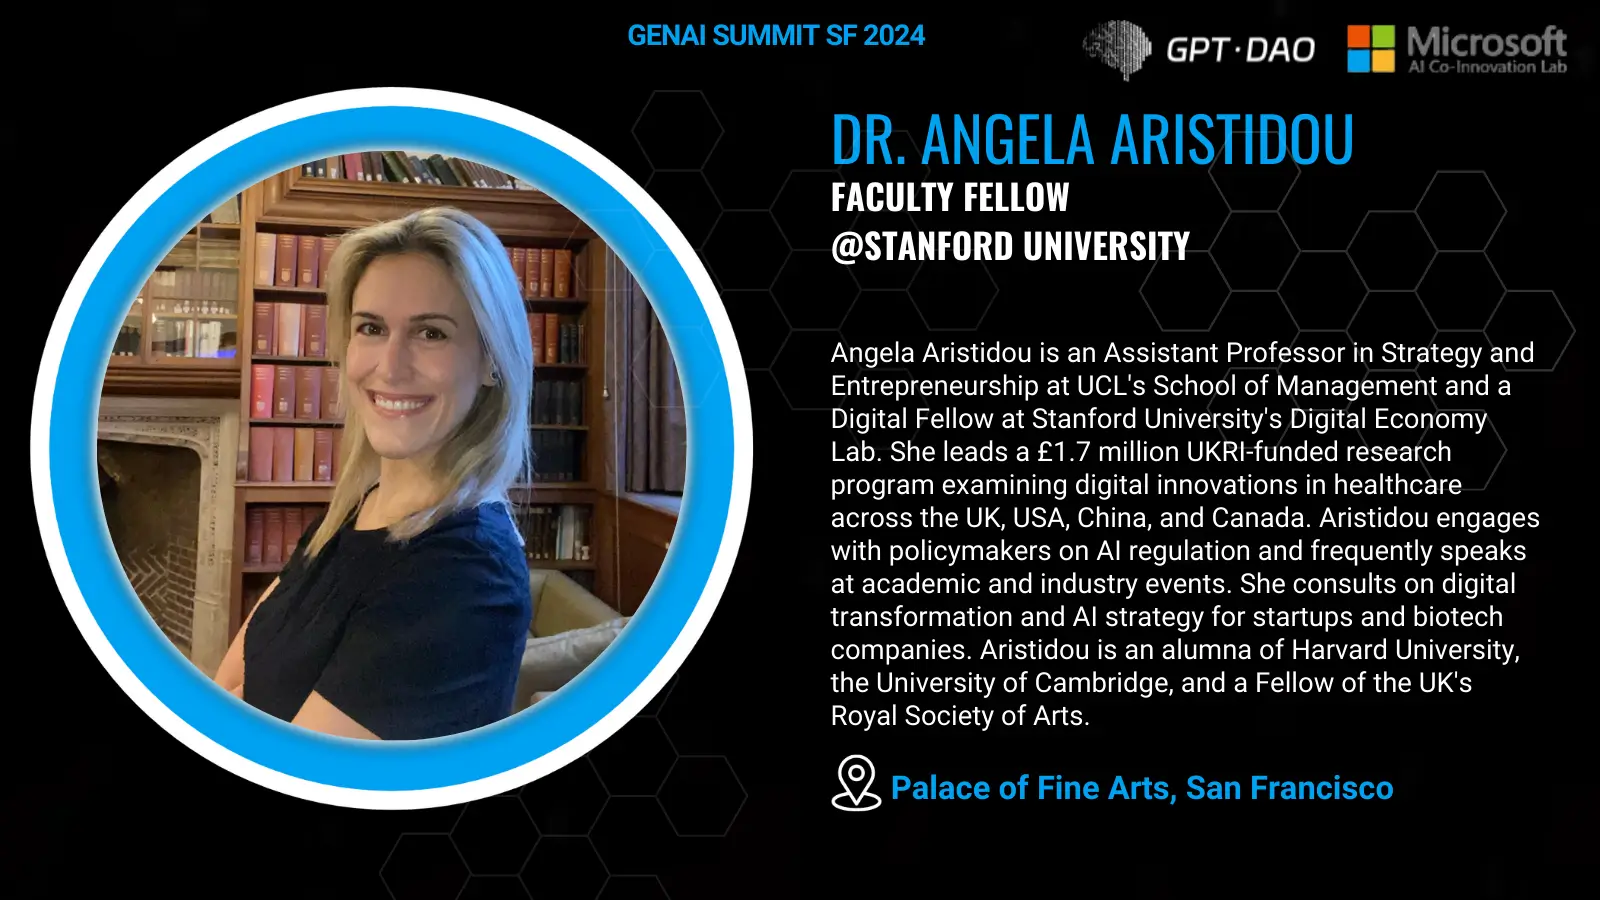 GENAI SUMMIT SF 2024
GPT·DAO
Microsoft
AI Co-Innovation Lab
DR. ANGELA ARISTIDOU
FACULTY FELLOW
@STANFORD UNIVERSITY
Angela Aristidou is an Assistant Professor in Strategy and
Entrepreneurship at UCL's School of Management and a
Digital Fellow at Stanford University's Digital Economy
Lab. She leads a £1.7 million UKRI-funded research
program examining digital innovations in healthcare
across the UK, USA, China, and Canada. Aristidou engages
with policymakers on AI regulation and frequently speaks
at academic and industry events. She consults on digital
transformation and AI strategy for startups and biotech
companies. Aristidou is an alumna of Harvard University,
the University of Cambridge, and a Fellow of the UK's
Royal Society of Arts.
Palace of Fine Arts, San Francisco